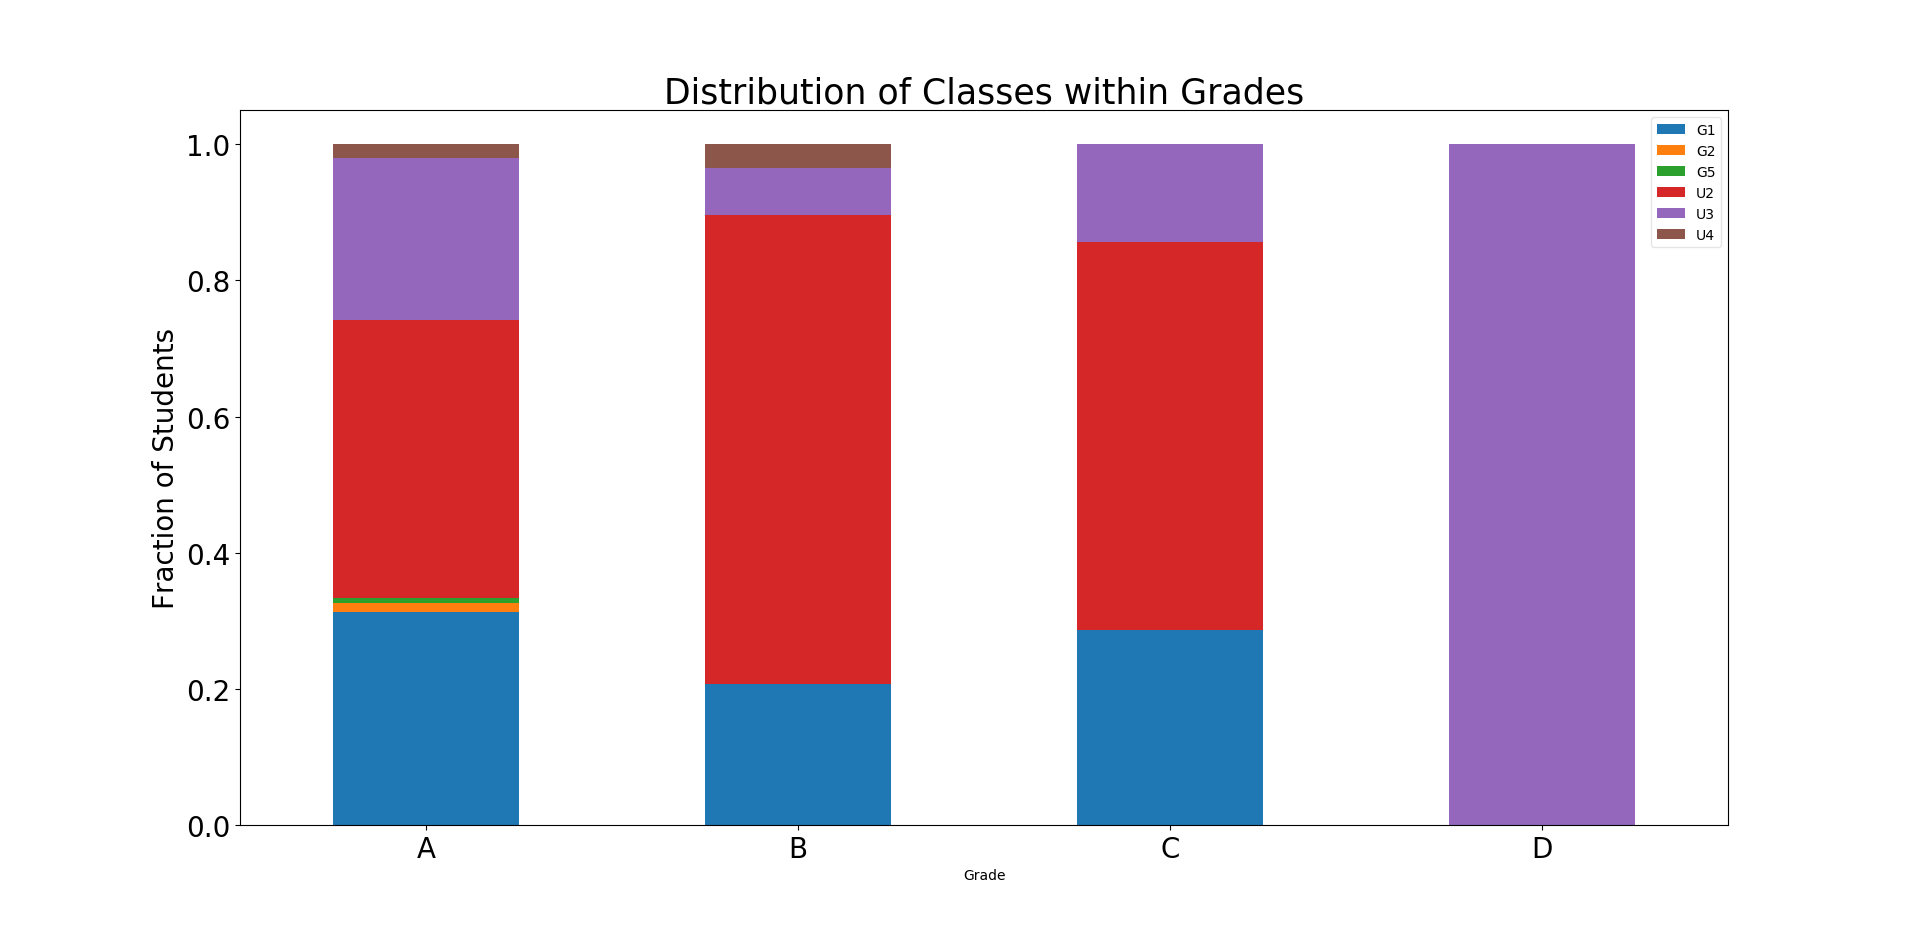 Distribution of Classes within Grades
G1
G2
G5
U2
U3
U4
1.0
0.8
0.6
0.4
0.2
0.0
Fraction of Students
A B C D
Grade